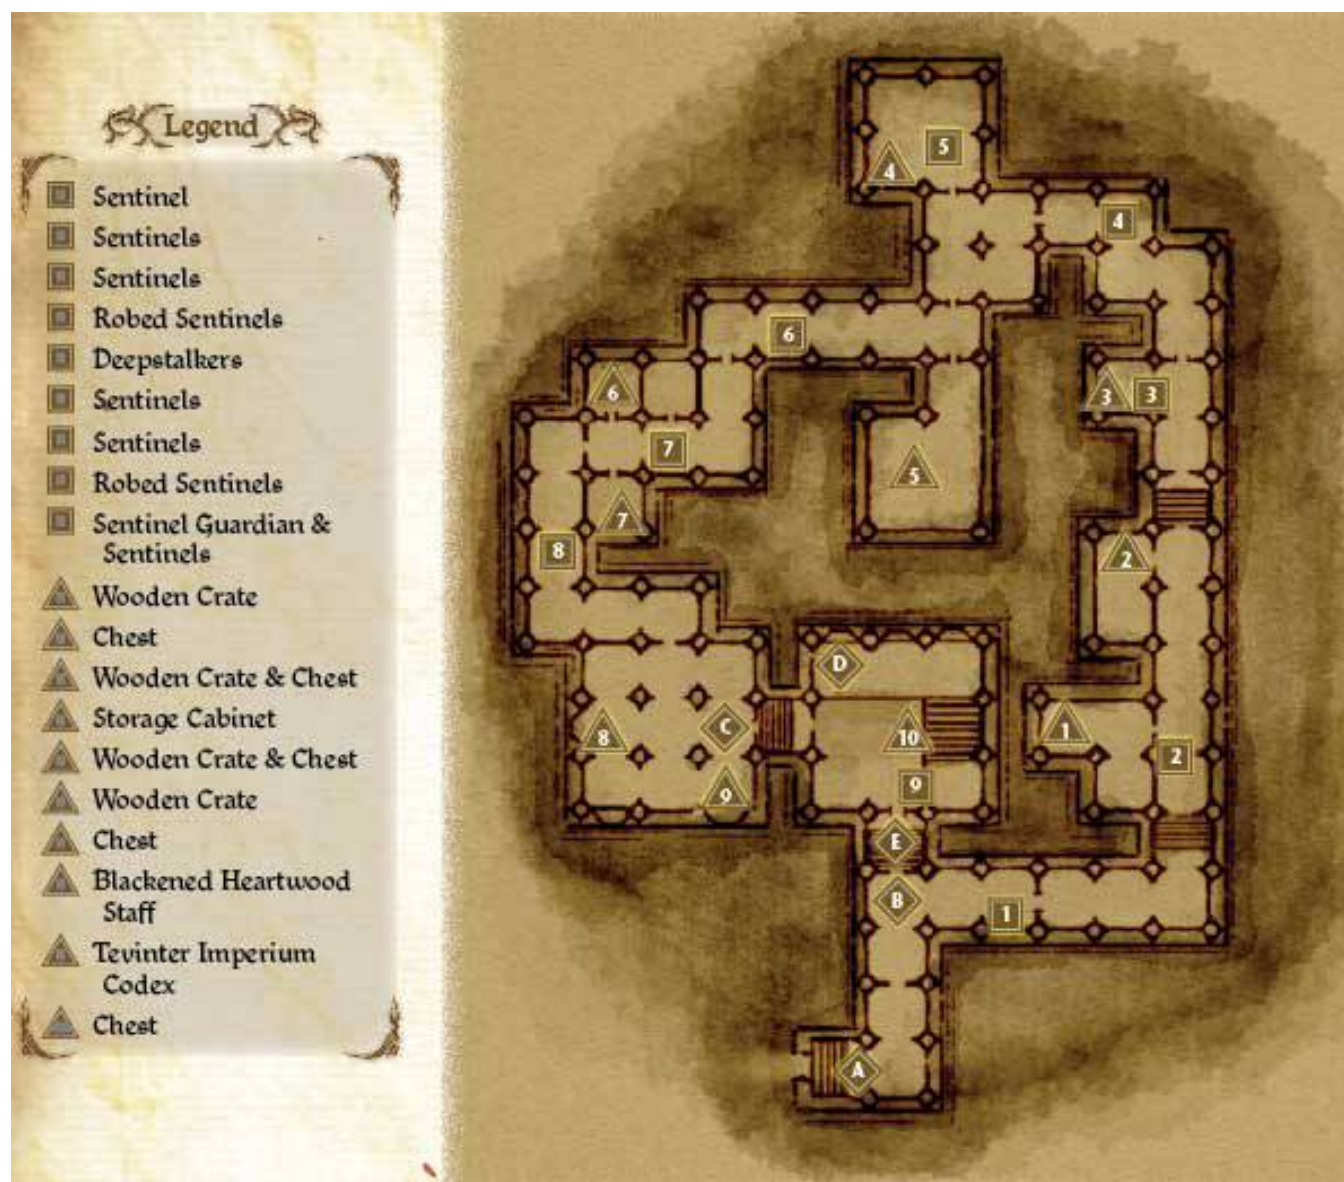 Legend
Sentinel
Sentinels
Sentinels
Robed Sentinels
Deepstalkers
Sentinels
Sentinels
Robed Sentinels
Sentinel Guardian &
Sentinels
Wooden Crate
Chest
Wooden Crate & Chest
Storage Cabinet
Wooden Crate & Chest
Wooden Crate
Chest
Blackened Heartwood
Staff
Tevinter Imperium
Codex
Chest
5
4
4
6
3
3
6
7
5
7
8
2
D
C
8
10
1
2
9
9
E
B
1
A